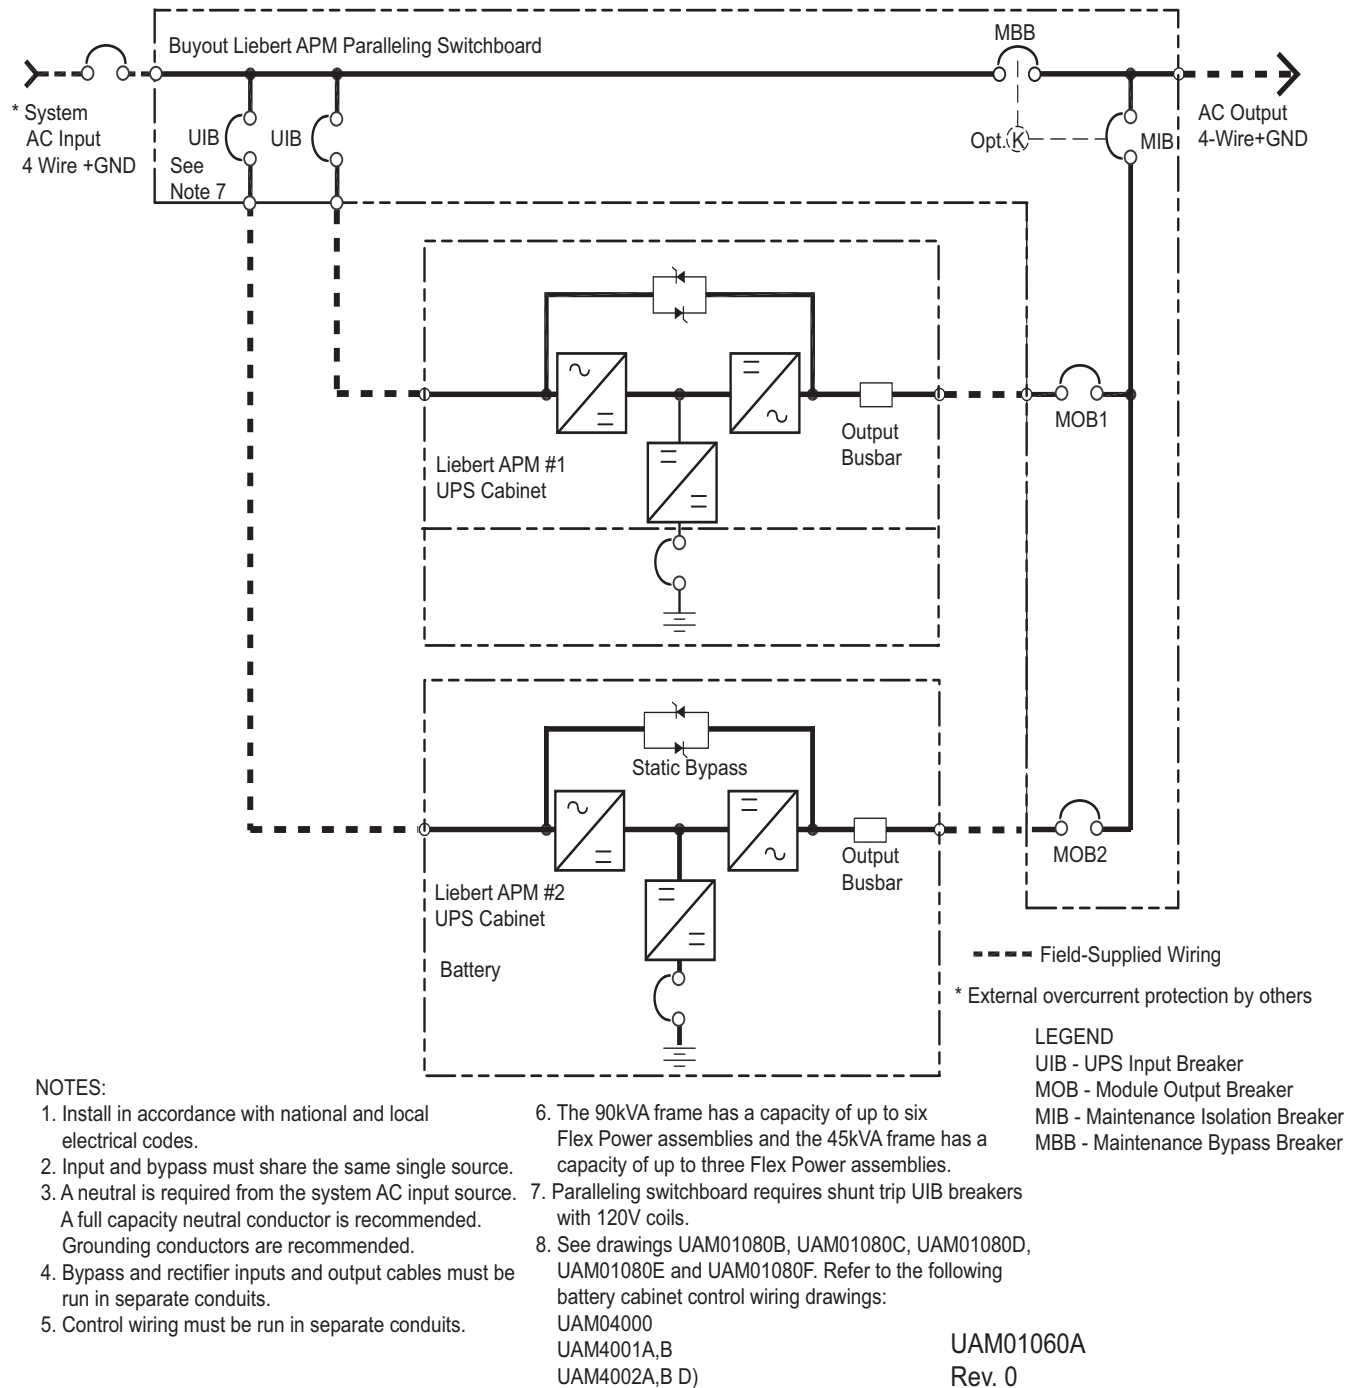 Buyout Liebert APM Paralleling Switchboard
MBB
* System
AC Input
4 Wire +GND
UIB
UIB
See
Note 7
Opt.
K
MIB
AC Output
4-Wire+GND
MOB1
Output
Busbar
Liebert APM #1
UPS Cabinet
Static Bypass
Output
Busbar
MOB2
Liebert APM #2
UPS Cabinet
Battery
Field-Supplied Wiring
* External overcurrent protection by others
LEGEND
UIB - UPS Input Breaker
MOB - Module Output Breaker
MIB - Maintenance Isolation Breaker
MBB - Maintenance Bypass Breaker
NOTES:
1. Install in accordance with national and local
electrical codes.
2. Input and bypass must share the same single source.
3. A neutral is required from the system AC input source.
A full capacity neutral conductor is recommended.
Grounding conductors are recommended.
4. Bypass and rectifier inputs and output cables must be
run in separate conduits.
5. Control wiring must be run in separate conduits.
6. The 90kVA frame has a capacity of up to six
Flex Power assemblies and the 45kVA frame has a
capacity of up to three Flex Power assemblies.
7. Paralleling switchboard requires shunt trip UIB breakers
with 120V coils.
8. See drawings UAM01080B, UAM01080C, UAM01080D,
UAM01080E and UAM01080F. Refer to the following
battery cabinet control wiring drawings:
UAM04000
UAM4001A,B
UAM4002A,B D)
UAM01060A
Rev. 0